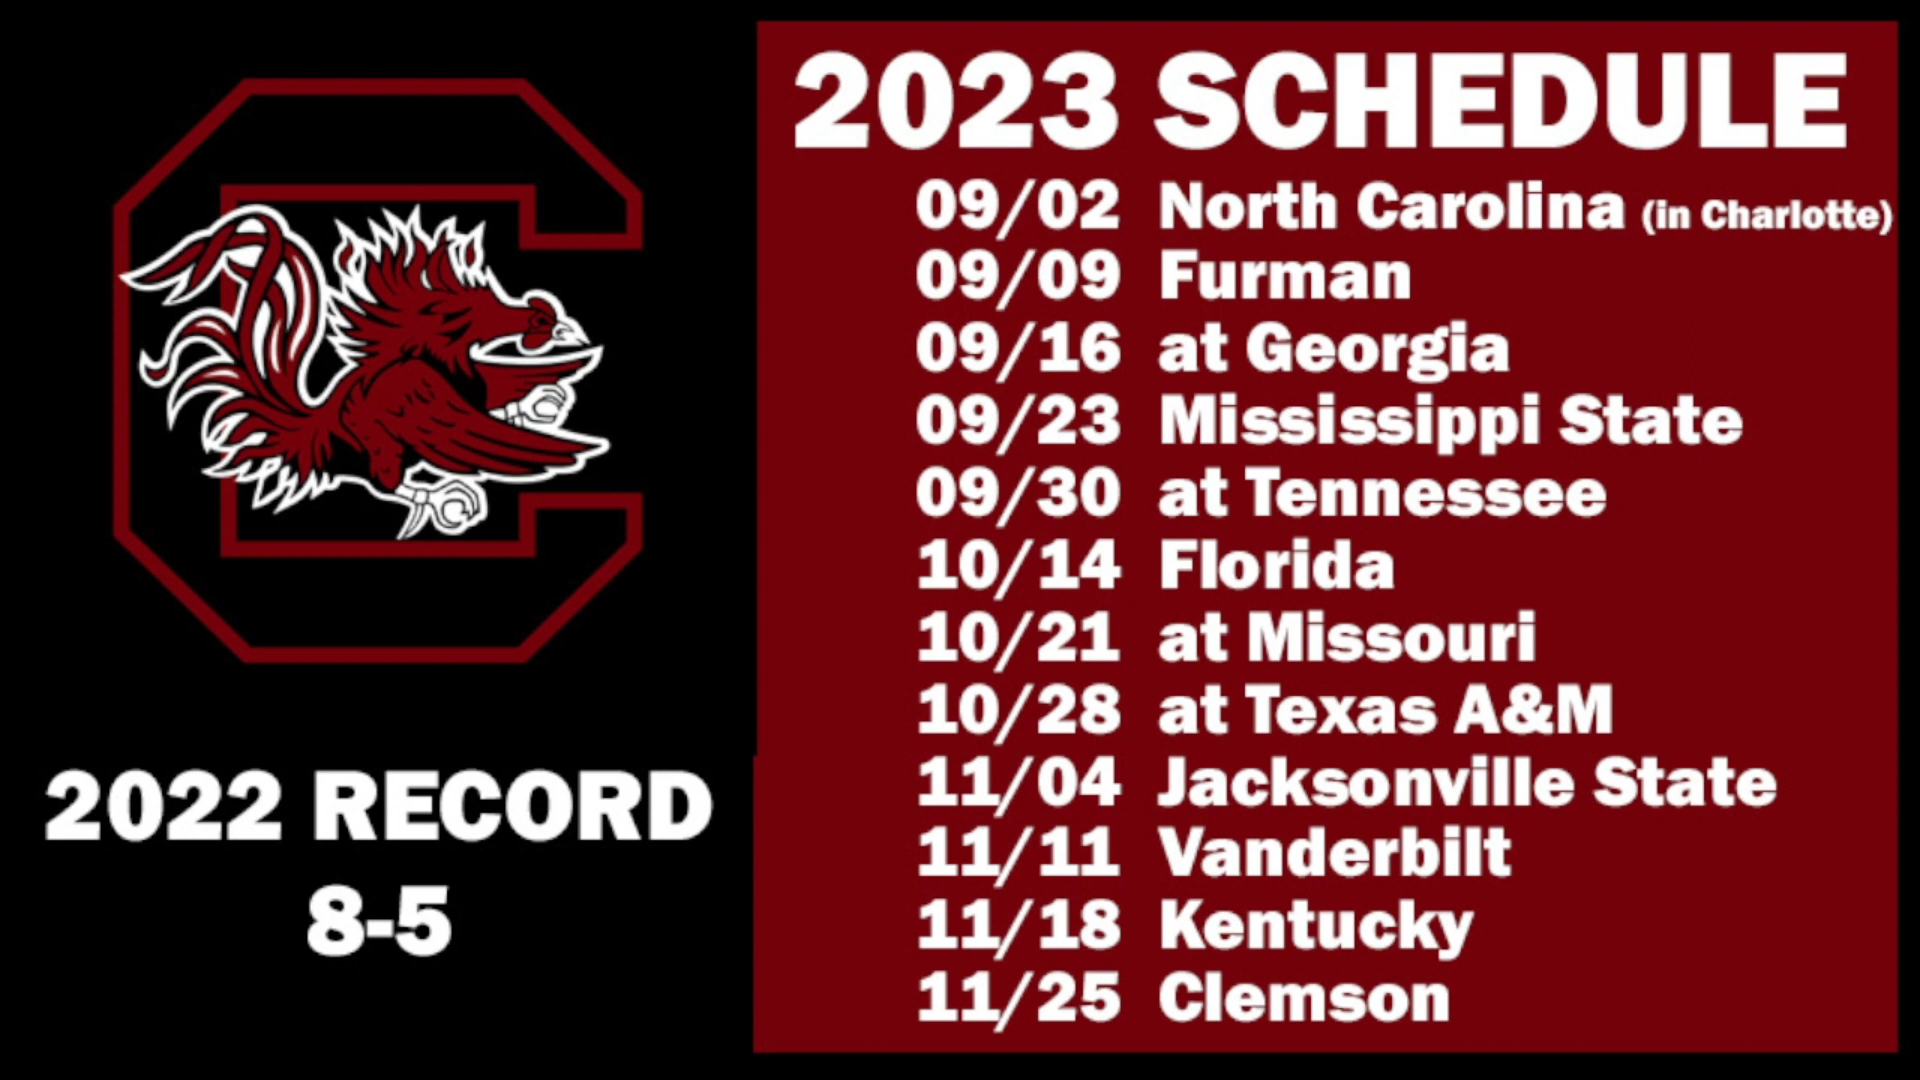 2022 RECORD
8-5
2023 SCHEDULE
09/02 North Carolina (in Charlotte)
09/09 Furman
09/16 at Georgia
09/23 Mississippi State
09/30 at Tennessee
10/14 Florida
10/21 at Missouri
10/28 at Texas A&M
11/04 Jacksonville State
11/11 Vanderbilt
11/18 Kentucky
11/25 Clemson